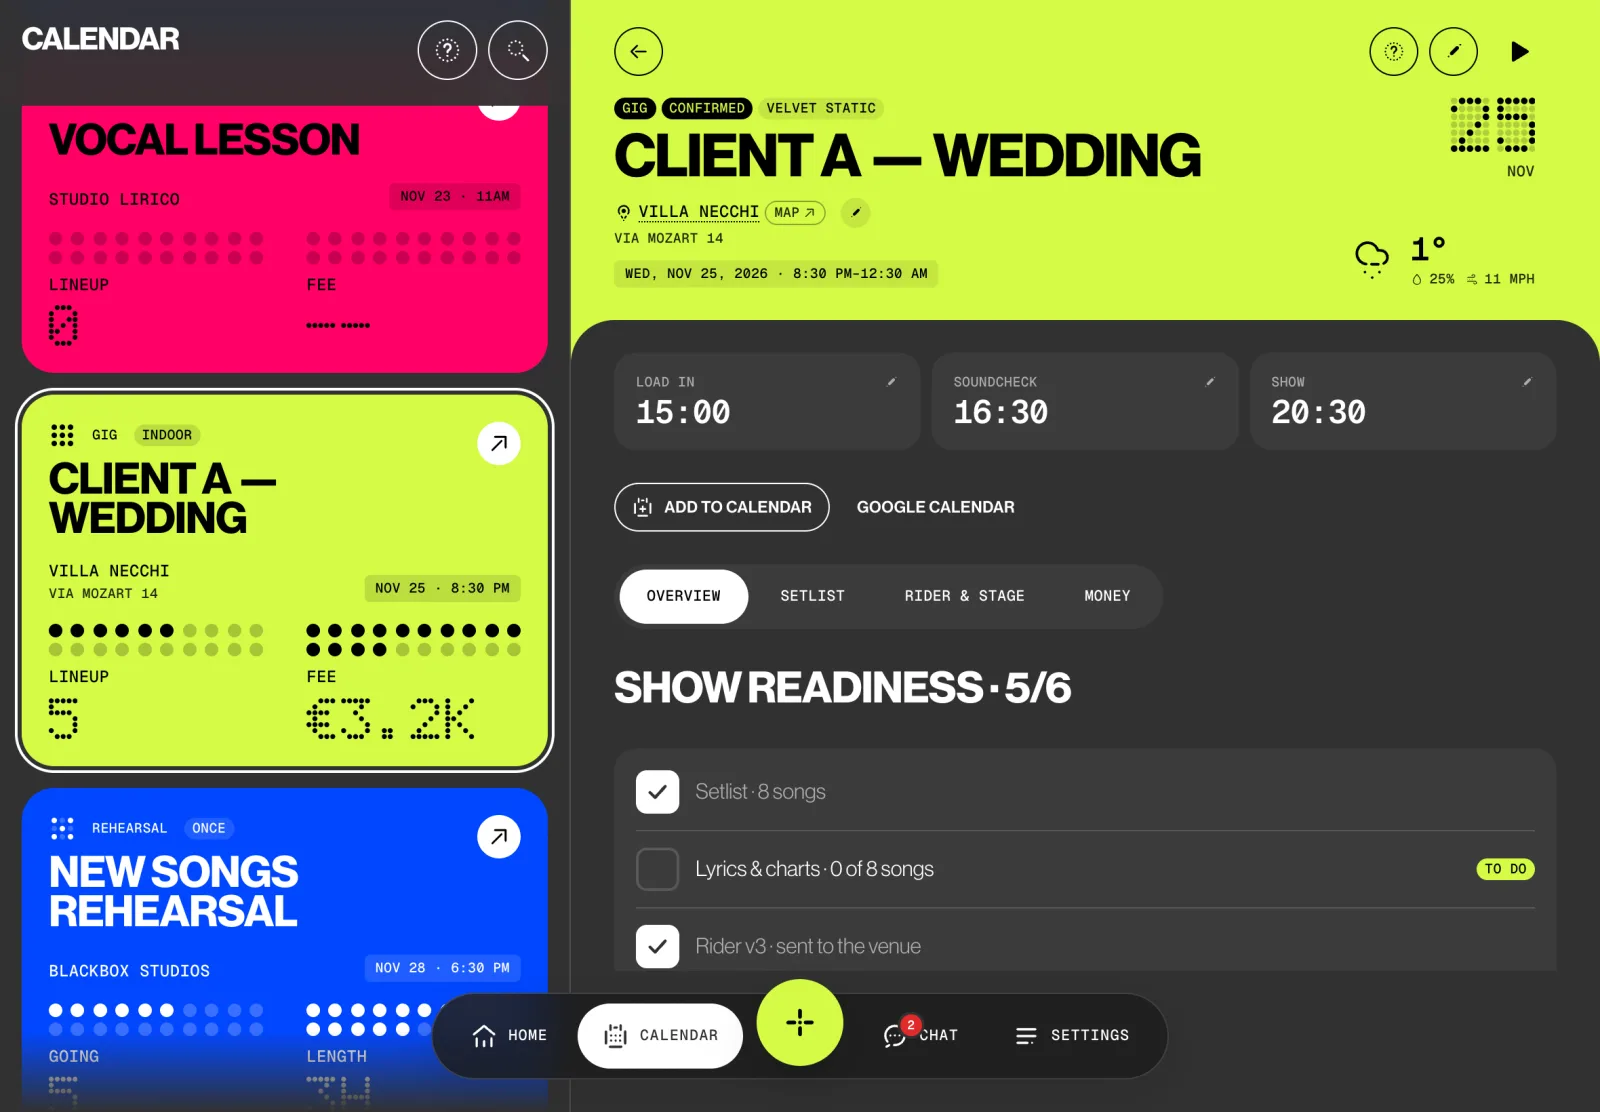 CALENDAR
VOCAL LESSON
STUDIO LIRICO
NOV 23 · 11AM
LINEUP
FEE
0
GIG
INDOOR
CLIENT A —
WEDDING
VILLA NECCHI
VIA MOZART 14
NOV 25 · 8:30 PM
LINEUP
FEE
5
€3.2K
REHEARSAL
ONCE
NEW SONGS
REHEARSAL
BLACKBOX STUDIOS
NOV 28 · 6:30 PM
GOING
LENGTH
GIG
CONFIRMED
VELVET STATIC
CLIENT A — WEDDING
VILLA NECCHI
MAP
VIA MOZART 14
WED, NOV 25, 2026 · 8:30 PM–12:30 AM
25
NOV
1°
25%
11 MPH
LOAD IN
15:00
SOUNDCHECK
16:30
SHOW
20:30
ADD TO CALENDAR
GOOGLE CALENDAR
OVERVIEW
SETLIST
RIDER & STAGE
MONEY
SHOW READINESS · 5/6
Setlist · 8 songs
Lyrics & charts · 0 of 8 songs
TO DO
Rider v3 · sent to the venue
HOME
CALENDAR
2
CHAT
SETTINGS